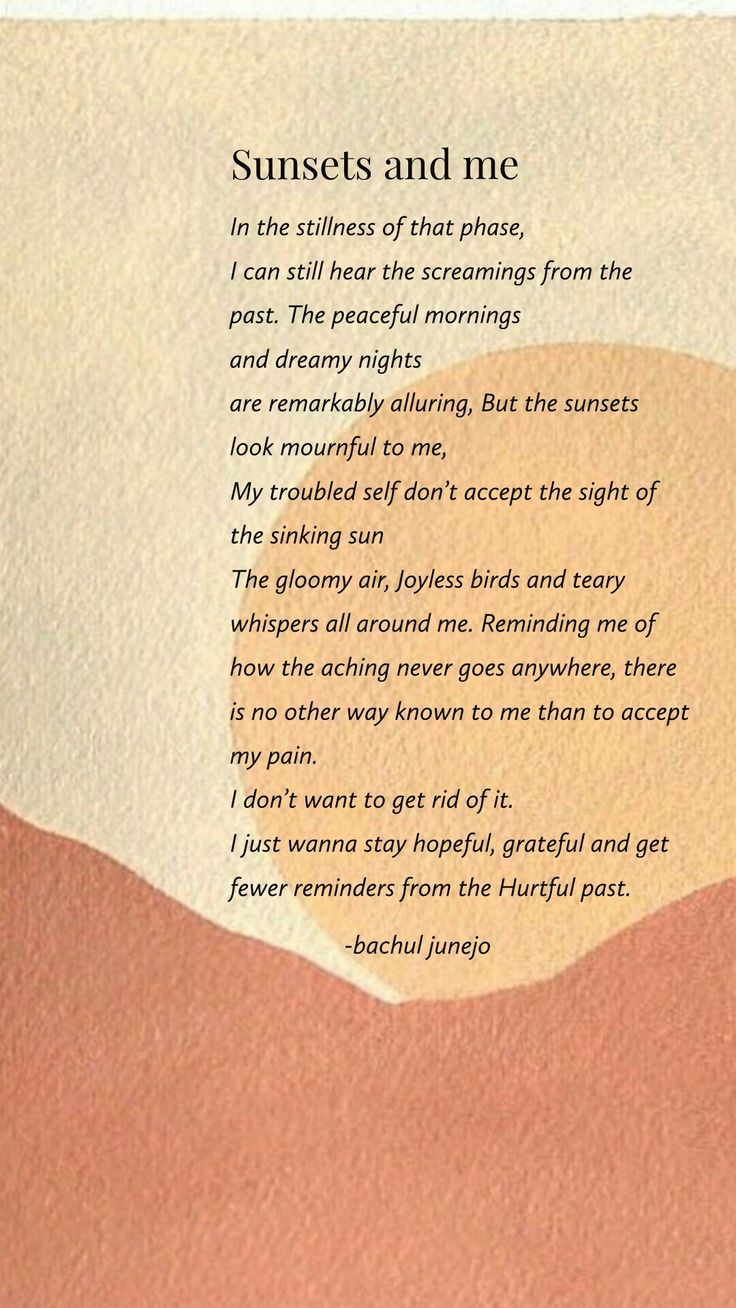 Sunsets and me
In the stillness of that phase,
I can still hear the screamings from the
past. The peaceful mornings
and dreamy nights
are remarkably alluring, But the sunsets
look mournful to me,
My troubled self don’t accept the sight of
the sinking sun
The gloomy air, Joyless birds and teary
whispers all around me. Reminding me of
how the aching never goes anywhere, there
is no other way known to me than to accept
my pain.
I don’t want to get rid of it.
I just wanna stay hopeful, grateful and get
fewer reminders from the Hurtful past.
-bachul junejo